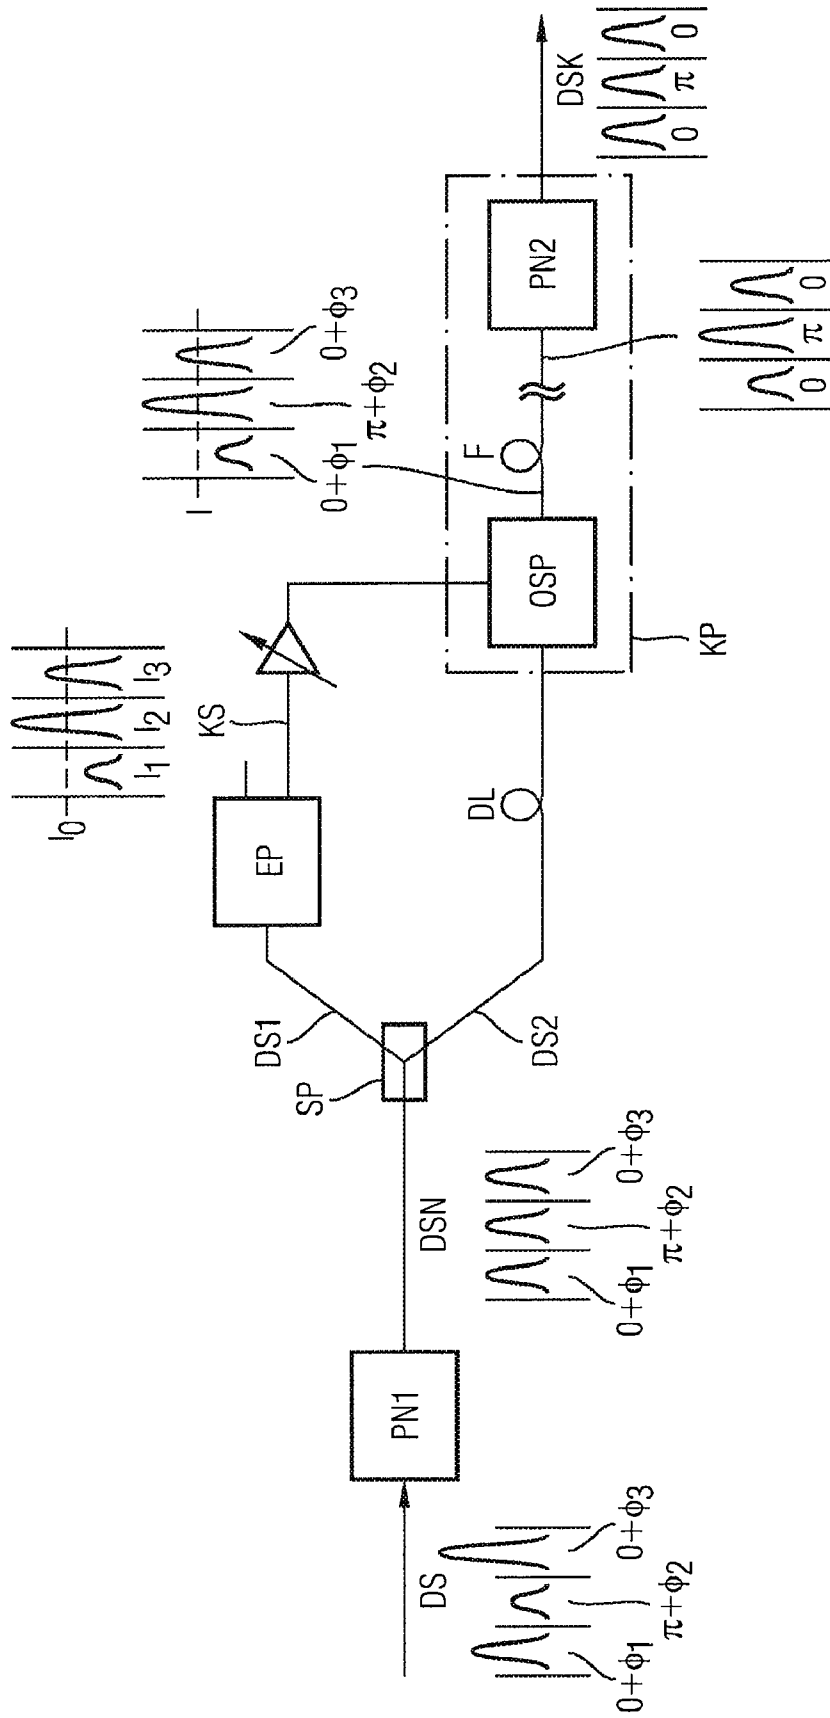 DS
0+ϕ1
π+ϕ2
0+ϕ3
PN1
DSN
0+ϕ1
π+ϕ2
0+ϕ3
SP
DS1
DS2
EP
KS
I0
I1
I2
I3
DL
OSP
KP
F
I
0+ϕ1
π+ϕ2
0+ϕ3
PN2
0
π
0
DSK
0
π
0